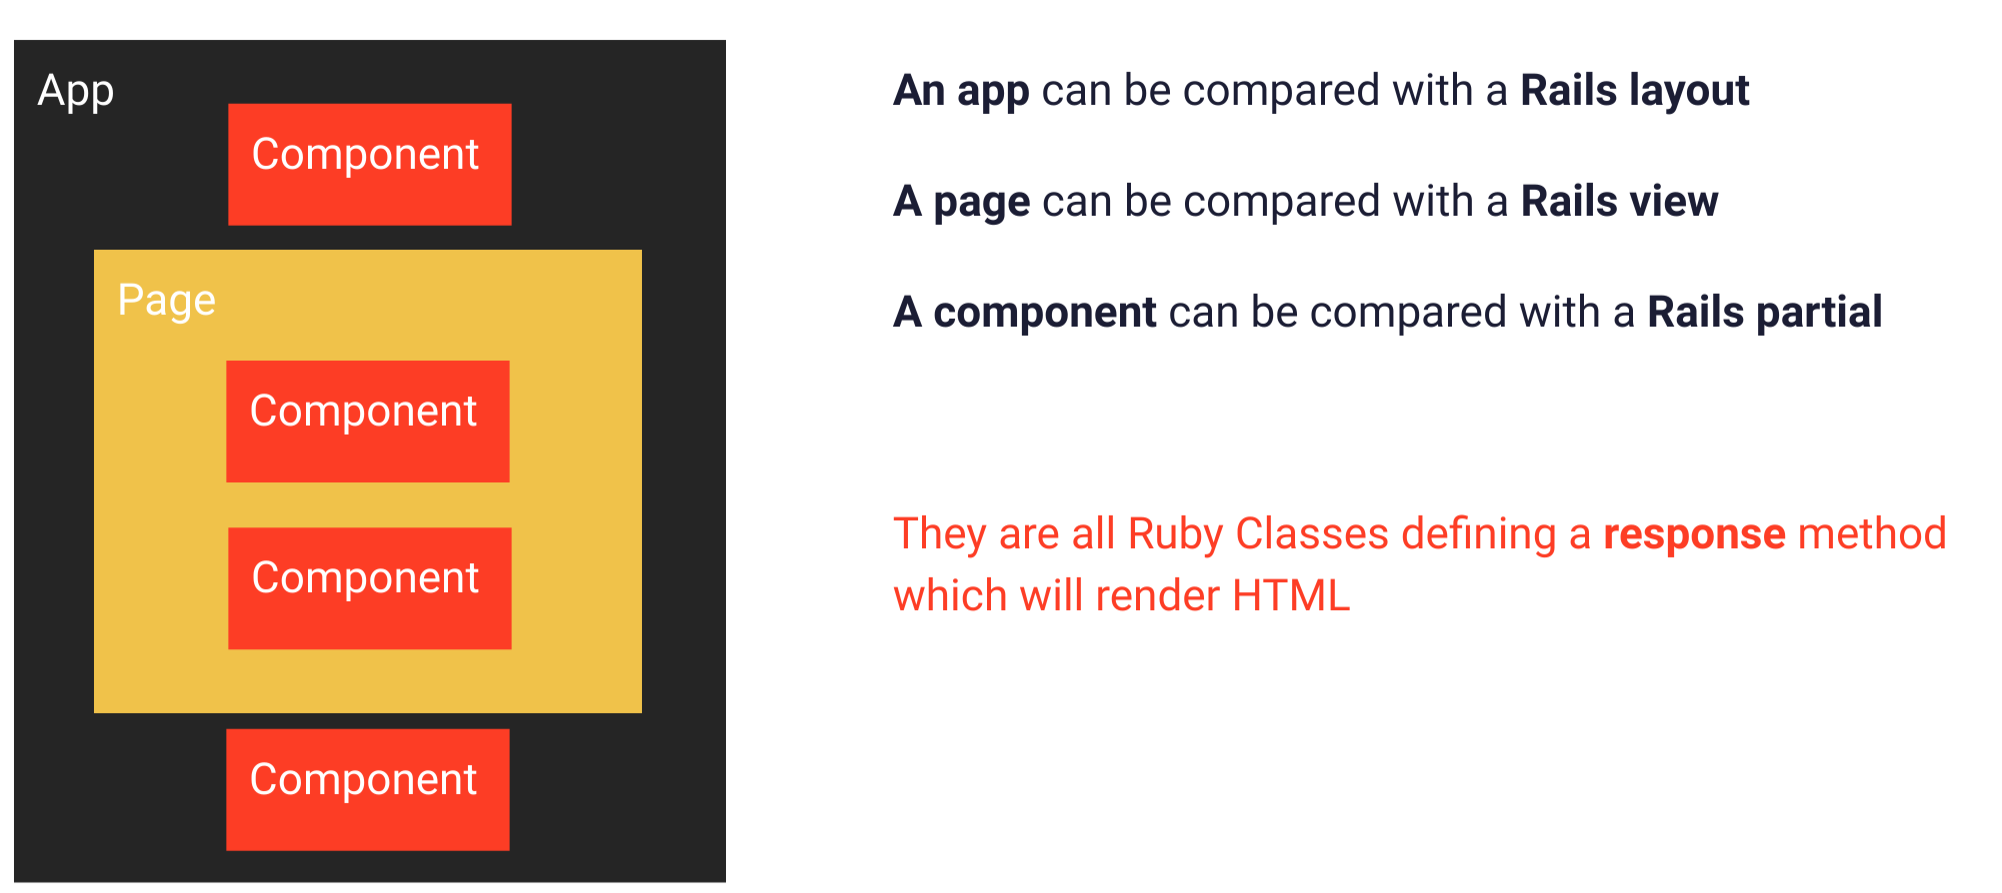 App
Component
Page
Component
Component
Component
An app can be compared with a Rails layout
A page can be compared with a Rails view
A component can be compared with a Rails partial
They are all Ruby Classes defining a response method
which will render HTML